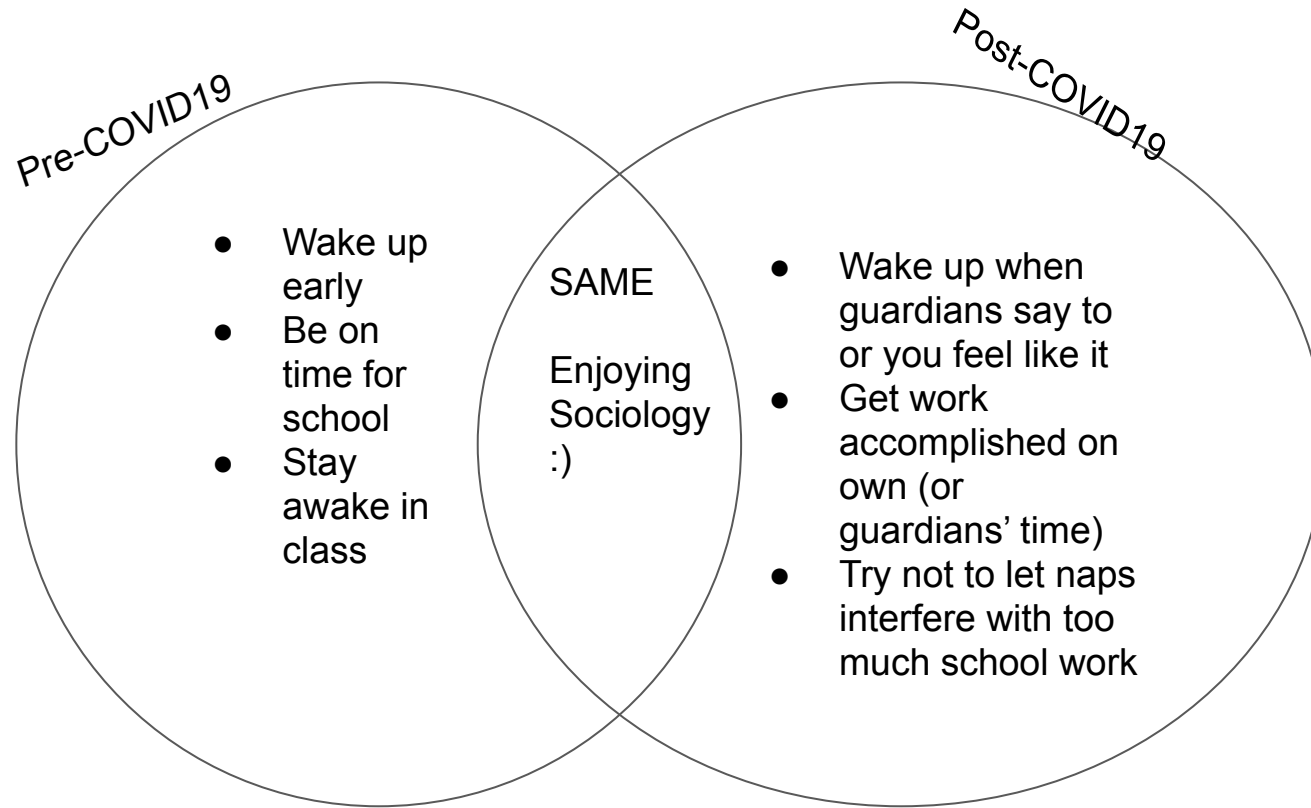 Pre-COVID19
Post-COVID19
● Wake up
early
● Be on
time for
school
● Stay
awake in
class
SAME
Enjoying
Sociology
:)
● Wake up when
guardians say to
or you feel like it
● Get work
accomplished on
own (or
guardians’ time)
● Try not to let naps
interfere with too
much school work